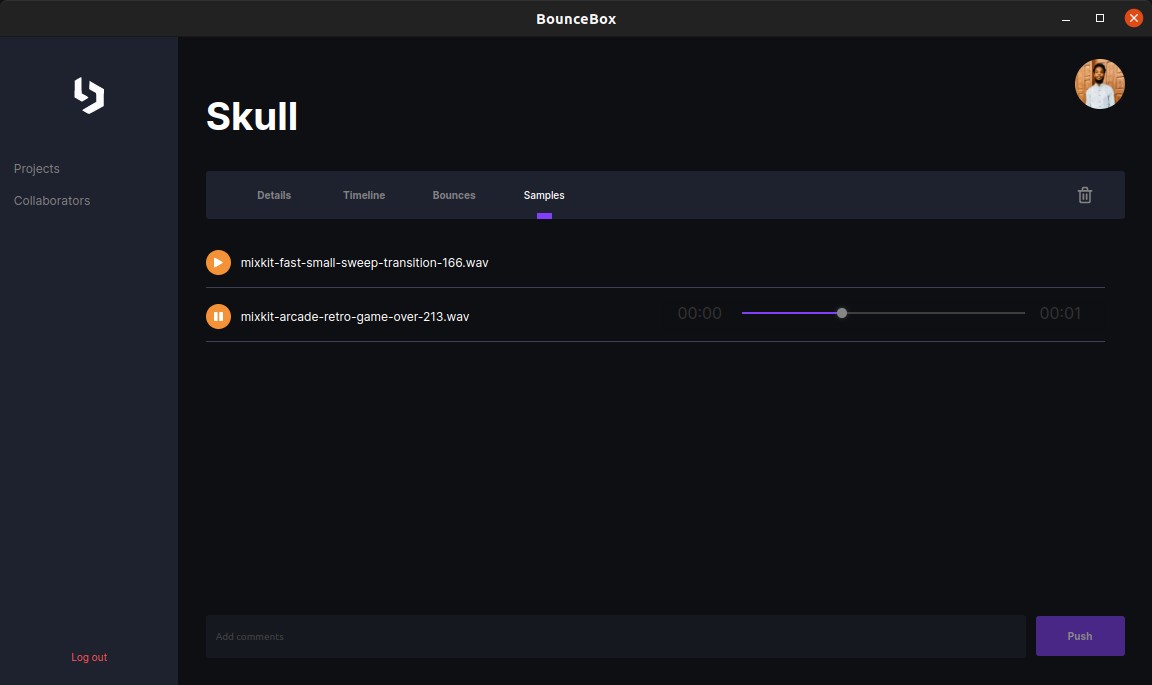 BounceBox
Skull
Projects
Collaborators
Details Timeline Bounces Samples
mixkit-fast-small-sweep-transition-166.wav
mixkit-arcade-retro-game-over-213.wav 00:00 00:01
Add comments Push
Log out